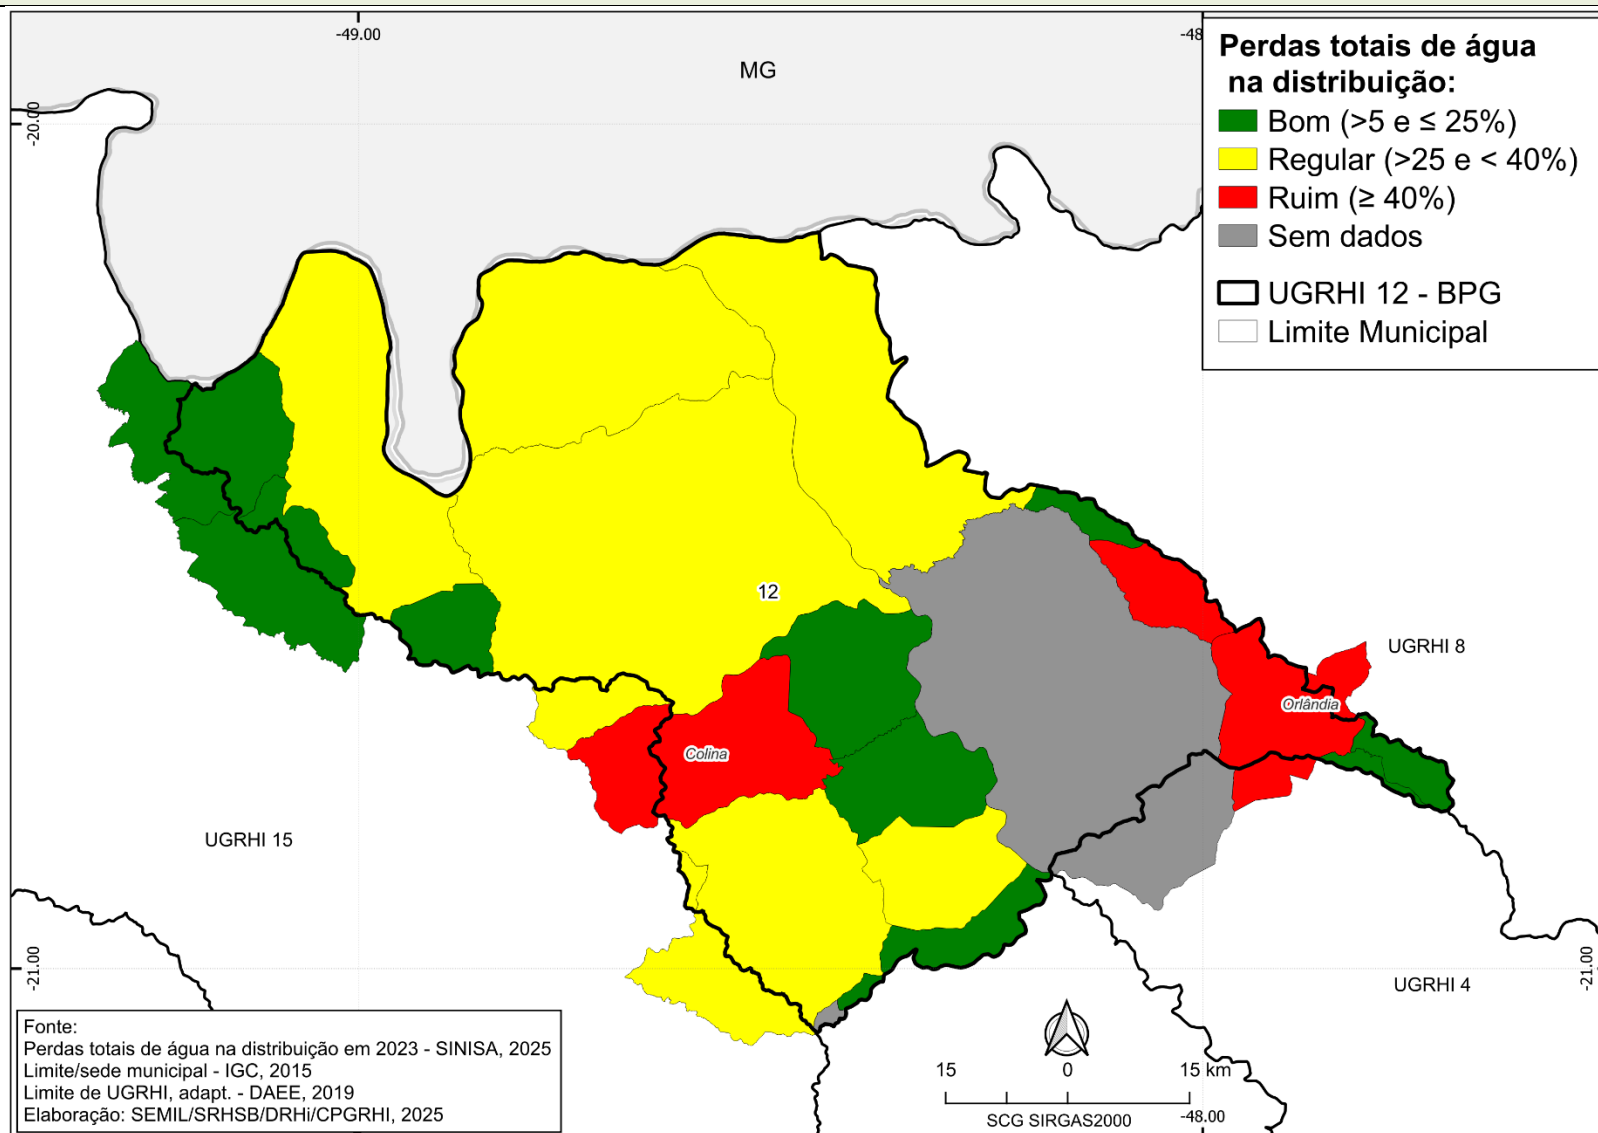 -49.00
-48
MG
-20.00
Perdas totais de água
na distribuição:
Bom (>5 e ≤ 25%)
Regular (>25 e < 40%)
Ruim (≥ 40%)
Sem dados
UGRHI 12 - BPG
Limite Municipal
12
UGRHI 8
Orlândia
Colina
UGRHI 15
-21.00
-21.00
UGRHI 4
Fonte:
Perdas totais de água na distribuição em 2023 - SINISA, 2025
Limite/sede municipal - IGC, 2015
Limite de UGRHI, adapt. - DAEE, 2019
Elaboração: SEMIL/SRHSB/DRHi/CPGRHI, 2025
15 0 15 km
SCG SIRGAS2000
-48.00